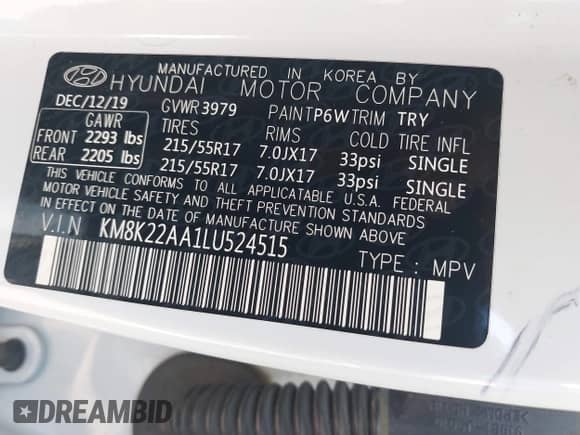 MANUFACTURED IN KOREA BY
HYUNDAI MOTOR COMPANY
DEC/12/19 GVWR 3979 PAINT P6W TRIM TRY
GAWR TIRES RIMS COLD TIRE INFL
FRONT 2293 lbs 215/55R17 7.0JX17 33psi SINGLE
REAR 2205 lbs 215/55R17 7.0JX17 33psi SINGLE
THIS VEHICLE CONFORMS TO ALL APPLICATABLE U.S.A. FEDERAL
MOTOR VEHICLE SAFETY, BUMPER, AND THEFT PREVENTION STANDARDS
IN EFFECT ON THE DATE OF MANUFACTURE SHOWN ABOVE.
V.I.N KM8K22AA1LU524515
TYPE : MPV
DREAMBID